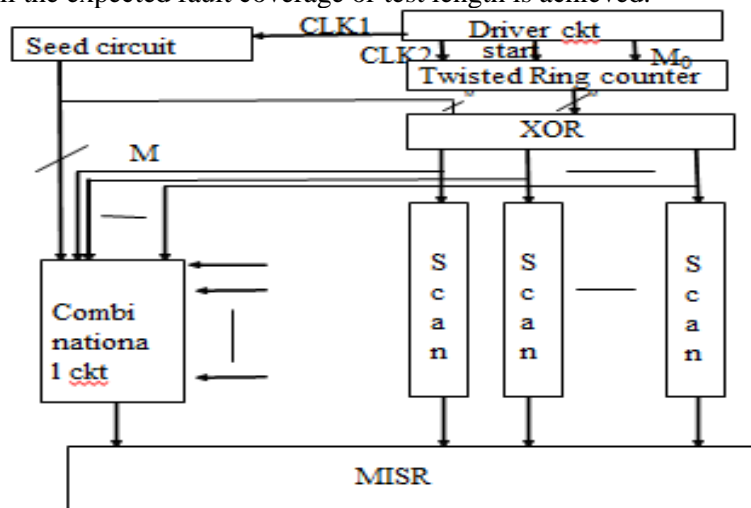 if the expected fault coverage or test length is achieved.
CLK1
Driver ckt
Seed circuit
CLK2
start
M0
Twisted Ring counter
XOR
M
S c a n
S c a n
S c a n
Combi
nationa
l ckt
MISR